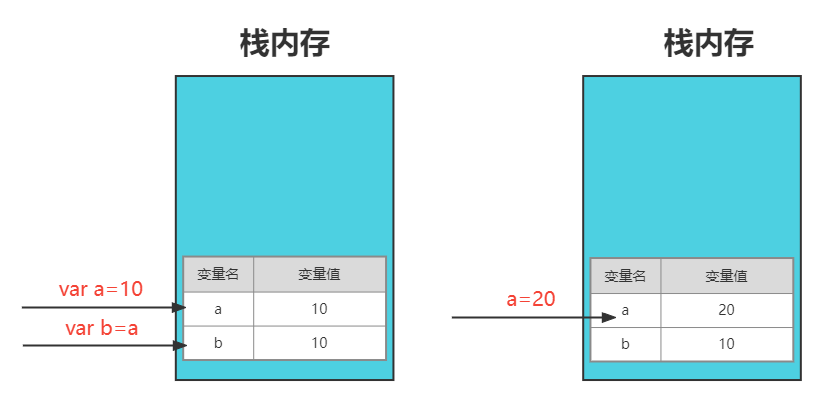 栈内存
变量名 变量值
var a=10
a 10
var b=a
b 10
栈内存
变量名 变量值
a=20
a 20
b 10